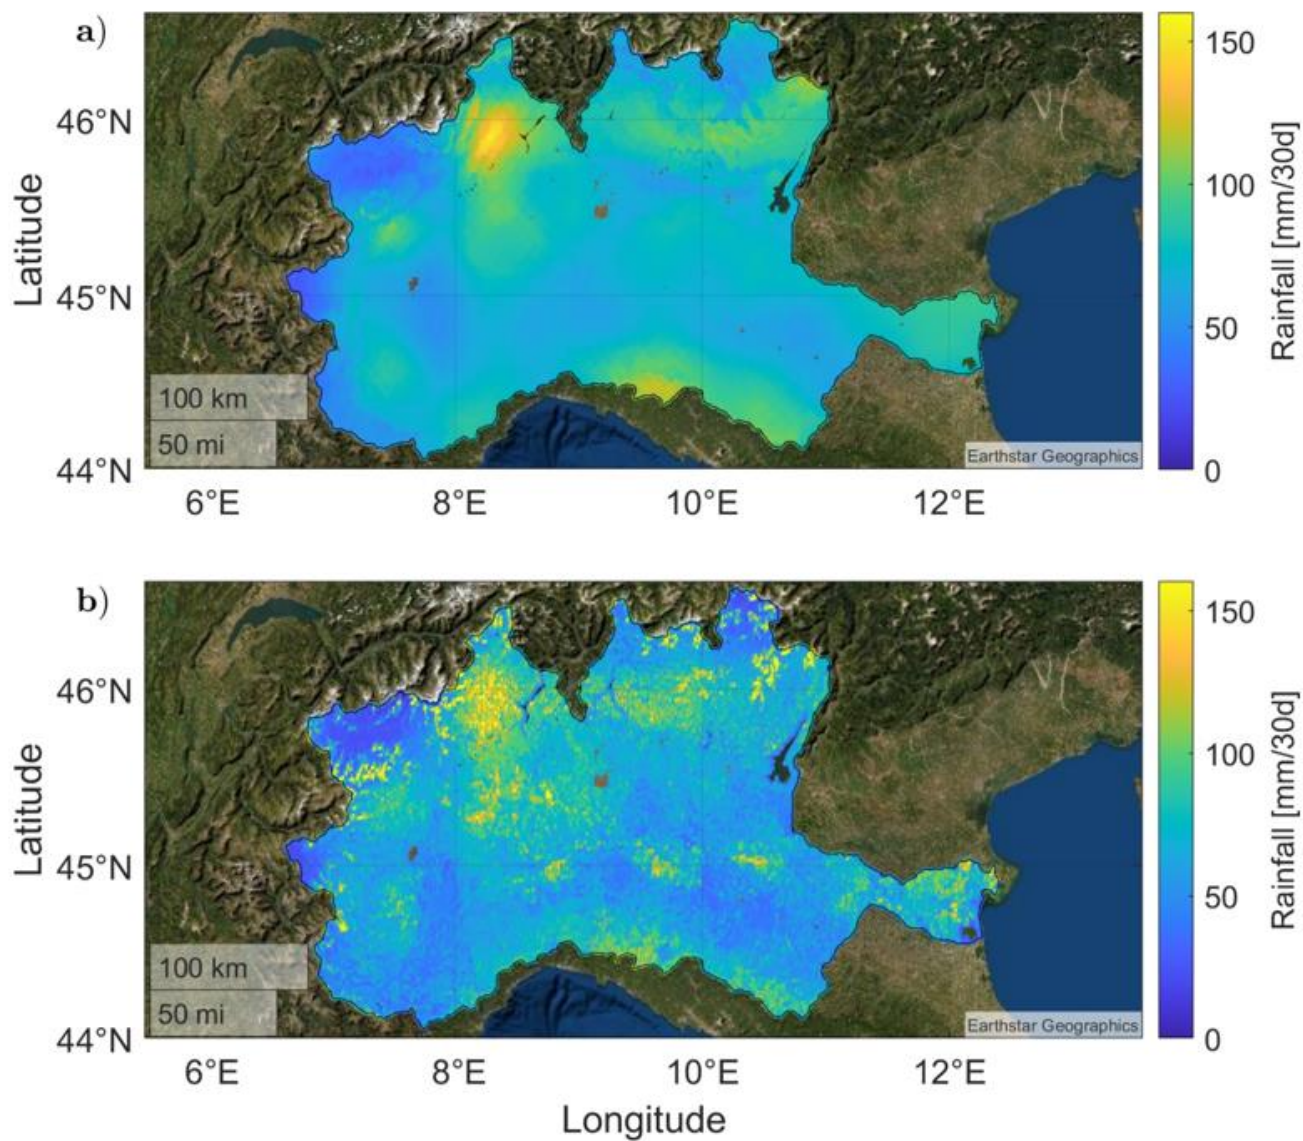 a)
46°N
45°N
44°N
Latitude
100 km
50 mi
Earthstar Geographics
6°E 8°E 10°E 12°E
150
100
50
0
Rainfall [mm/30d]
b)
46°N
45°N
44°N
Latitude
100 km
50 mi
Earthstar Geographics
6°E 8°E 10°E 12°E
Longitude
150
100
50
0
Rainfall [mm/30d]